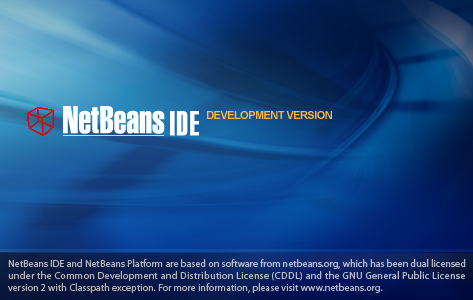 NetBeans IDE DEVELOPMENT VERSION
NetBeans IDE and NetBeans Platform are based on software from netbeans.org, which has been dual licensed
under the Common Development and Distribution License (CDDL) and the GNU General Public License
version 2 with Classpath exception. For more information, please visit www.netbeans.org.